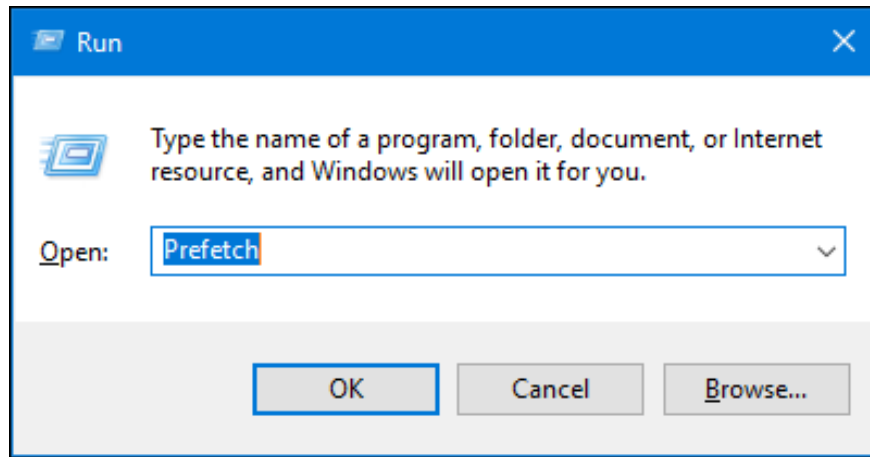 Run
Type the name of a program, folder, document, or Internet
resource, and Windows will open it for you.
Open: Prefetch
OK Cancel Browse...